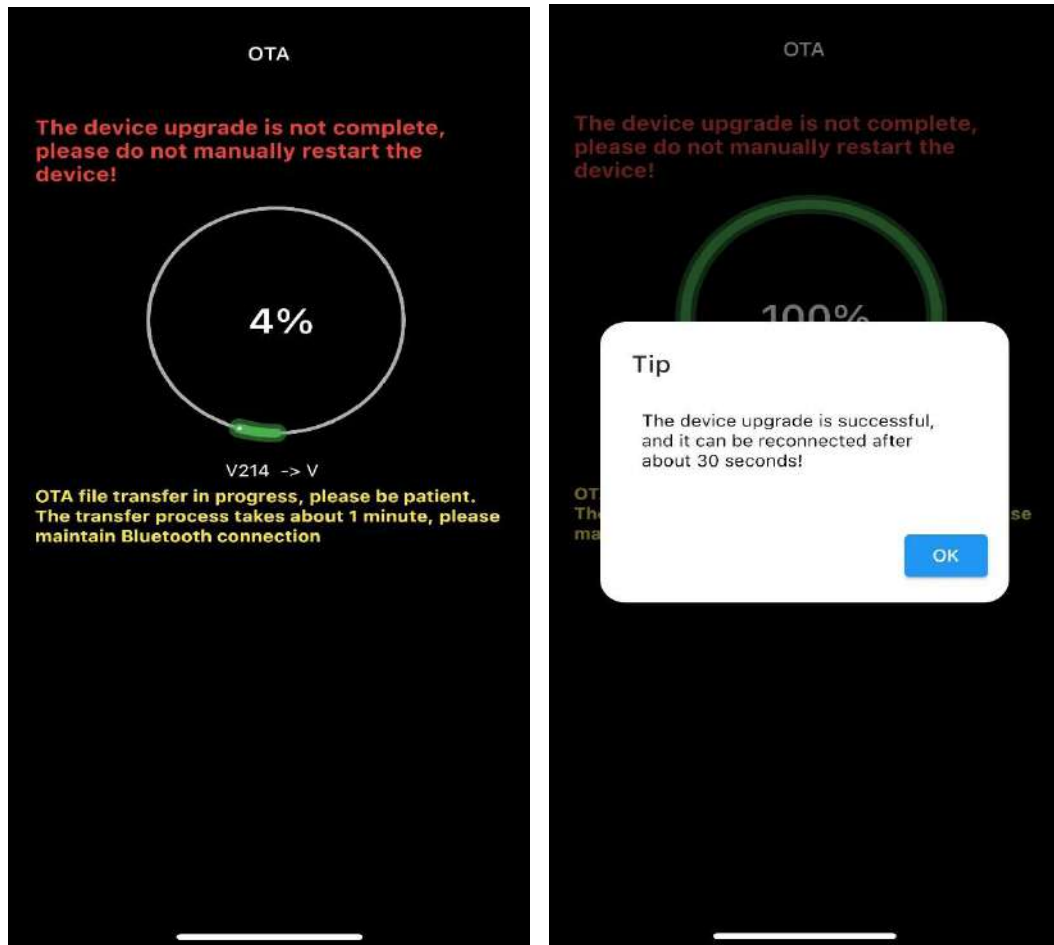 OTA
The device upgrade is not complete,
please do not manually restart the
device!
4%
V214 -> V
OTA file transfer in progress, please be patient.
The transfer process takes about 1 minute, please
maintain Bluetooth connection
OTA
The device upgrade is not complete,
please do not manually restart the
device!
100%
Tip
The device upgrade is successful,
and it can be reconnected after
about 30 seconds!
OK